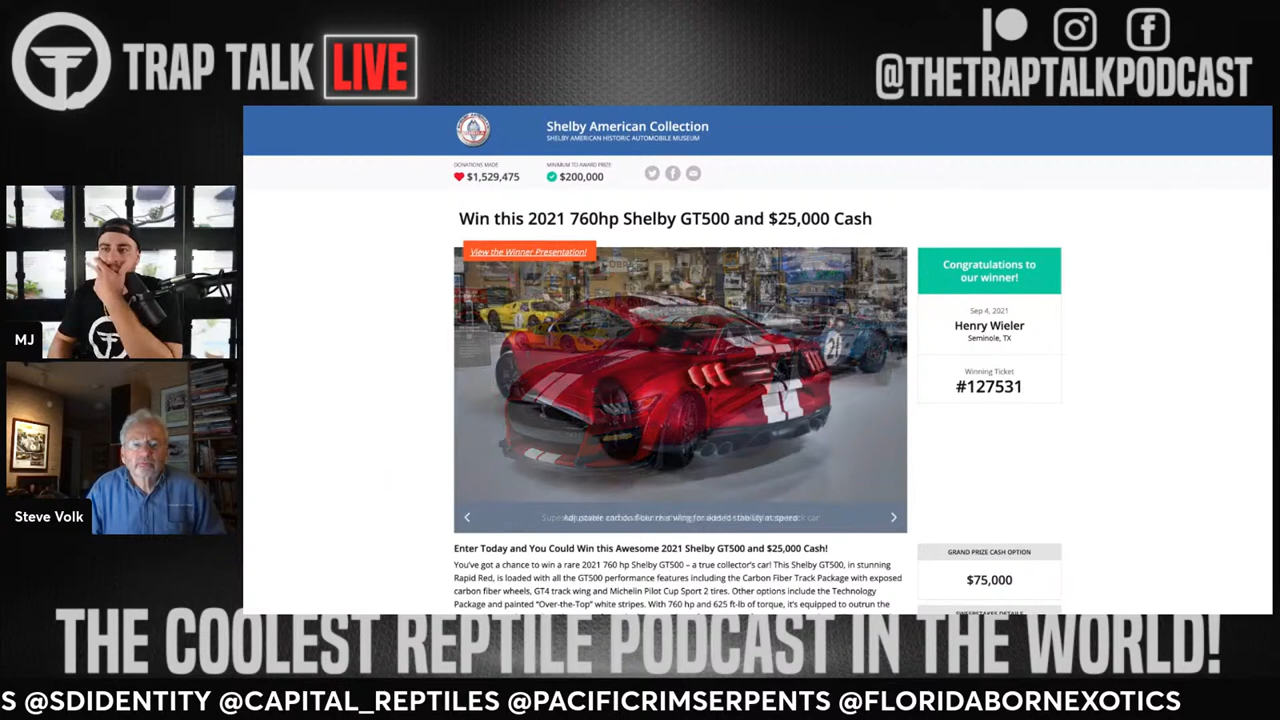 TRAP TALK LIVE
@THETRAPTALKPODCAST
Shelby American Collection
SHELBY AMERICAN HISTORIC AUTOMOBILE MUSEUM
DONATIONS MADE
$1,529,475
MINIMUM TO AWARD PRIZE
$200,000
Win this 2021 760hp Shelby GT500 and $25,000 Cash
View the Winner Presentation!
Congratulations to
our winner!
Sep 4, 2021
Henry Wieler
Seminole, TX
Winning Ticket
#127531
MJ
Steve Volk
Enter Today and You Could Win this Awesome 2021 Shelby GT500 and $25,000 Cash!
You've got a chance to win a rare 2021 760 hp Shelby GT500 – a true collector's car! This Shelby GT500, in stunning
Rapid Red, is loaded with all the GT500 performance features including the Carbon Fiber Track Package with exposed
carbon fiber wheels, GT4 track wing and Michelin Pilot Cup Sport 2 tires. Other options include the Technology
Package and painted "Over-the-Top" white stripes. With 760 hp and 625 ft-lb of torque, it's equipped to outrun the
GRAND PRIZE CASH OPTION
$75,000
THE COOLEST REPTILE PODCAST IN THE WORLD!
S @SDIDENTITY @CAPITAL_REPTILES @PACIFICRIMSERPENTS @FLORIDABORNEXOTICS